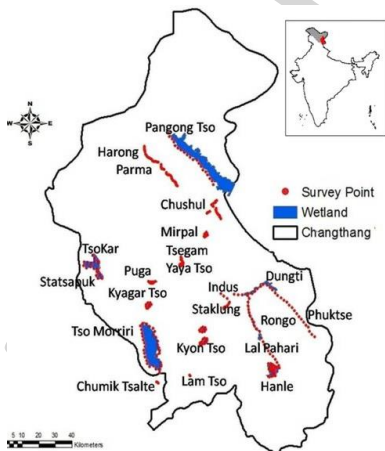 N
W
E
S
Pangong Tso
Harong
Parma
Chushul
Survey Point
Wetland
Changthang
Mirpal
TsoKar
Tsegam
Yaya Tso
Puga
Statsapuk
Kyagar Tso
Indus
Dungti
Staklung
Rongo
Phuktse
Tso Morriri
Kyon Tso
Lal Pahari
Chumik Tsalte
Lam Tso
Hanle
5 10 20 30 40
Kilometers